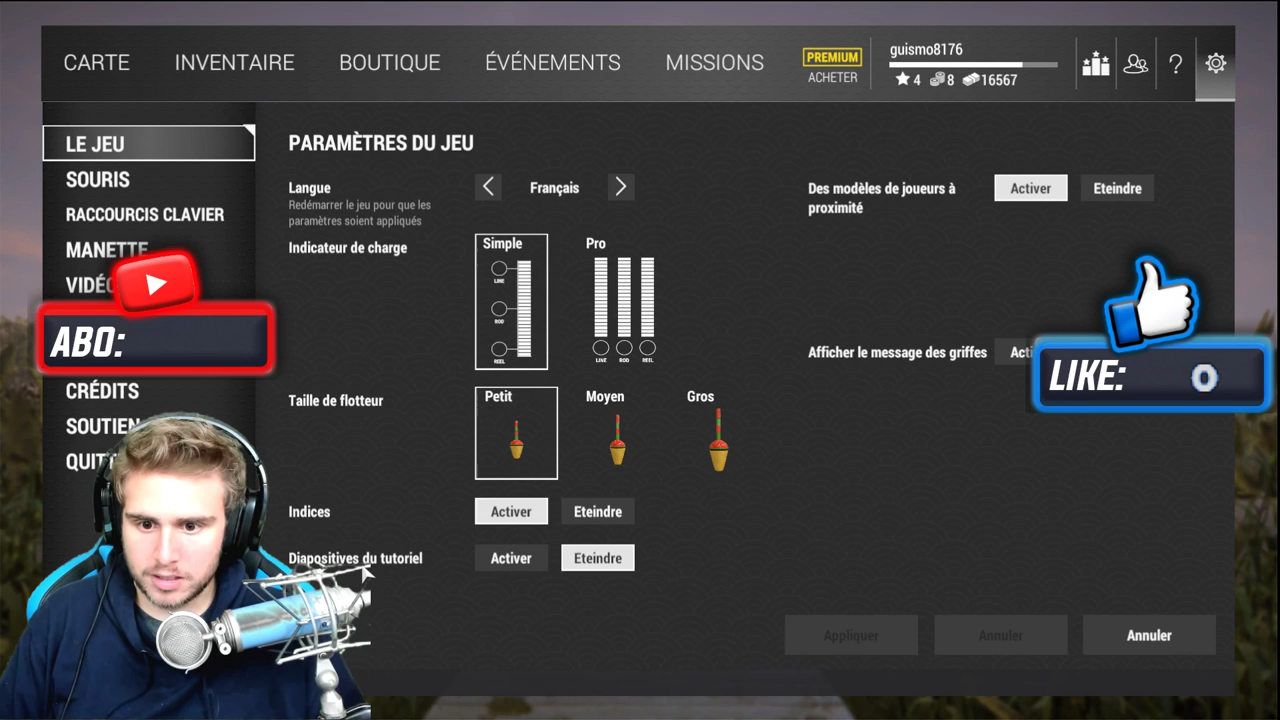 CARTE
INVENTAIRE
BOUTIQUE
ÉVÉNEMENTS
MISSIONS
PREMIUM
ACHETER
guismo8176
4 8 16567
?
LE JEU
SOURIS
RACCOURCIS CLAVIER
MANETTE
ABO:
CRÉDITS
SOUTIEN
PARAMÈTRES DU JEU
Langue
Redémarrer le jeu pour que les
paramètres soient appliqués
Français
Indicateur de charge
Simple
LINE
ROD
REEL
Pro
LINE ROD REEL
Taille de flotteur
Petit
Moyen
Gros
Indices
Activer
Eteindre
Diapositives du tutoriel
Activer
Eteindre
Des modèles de joueurs à
proximité
Activer
Eteindre
Afficher le message des griffes
LIKE: 0
Appliquer
Annuler
Annuler